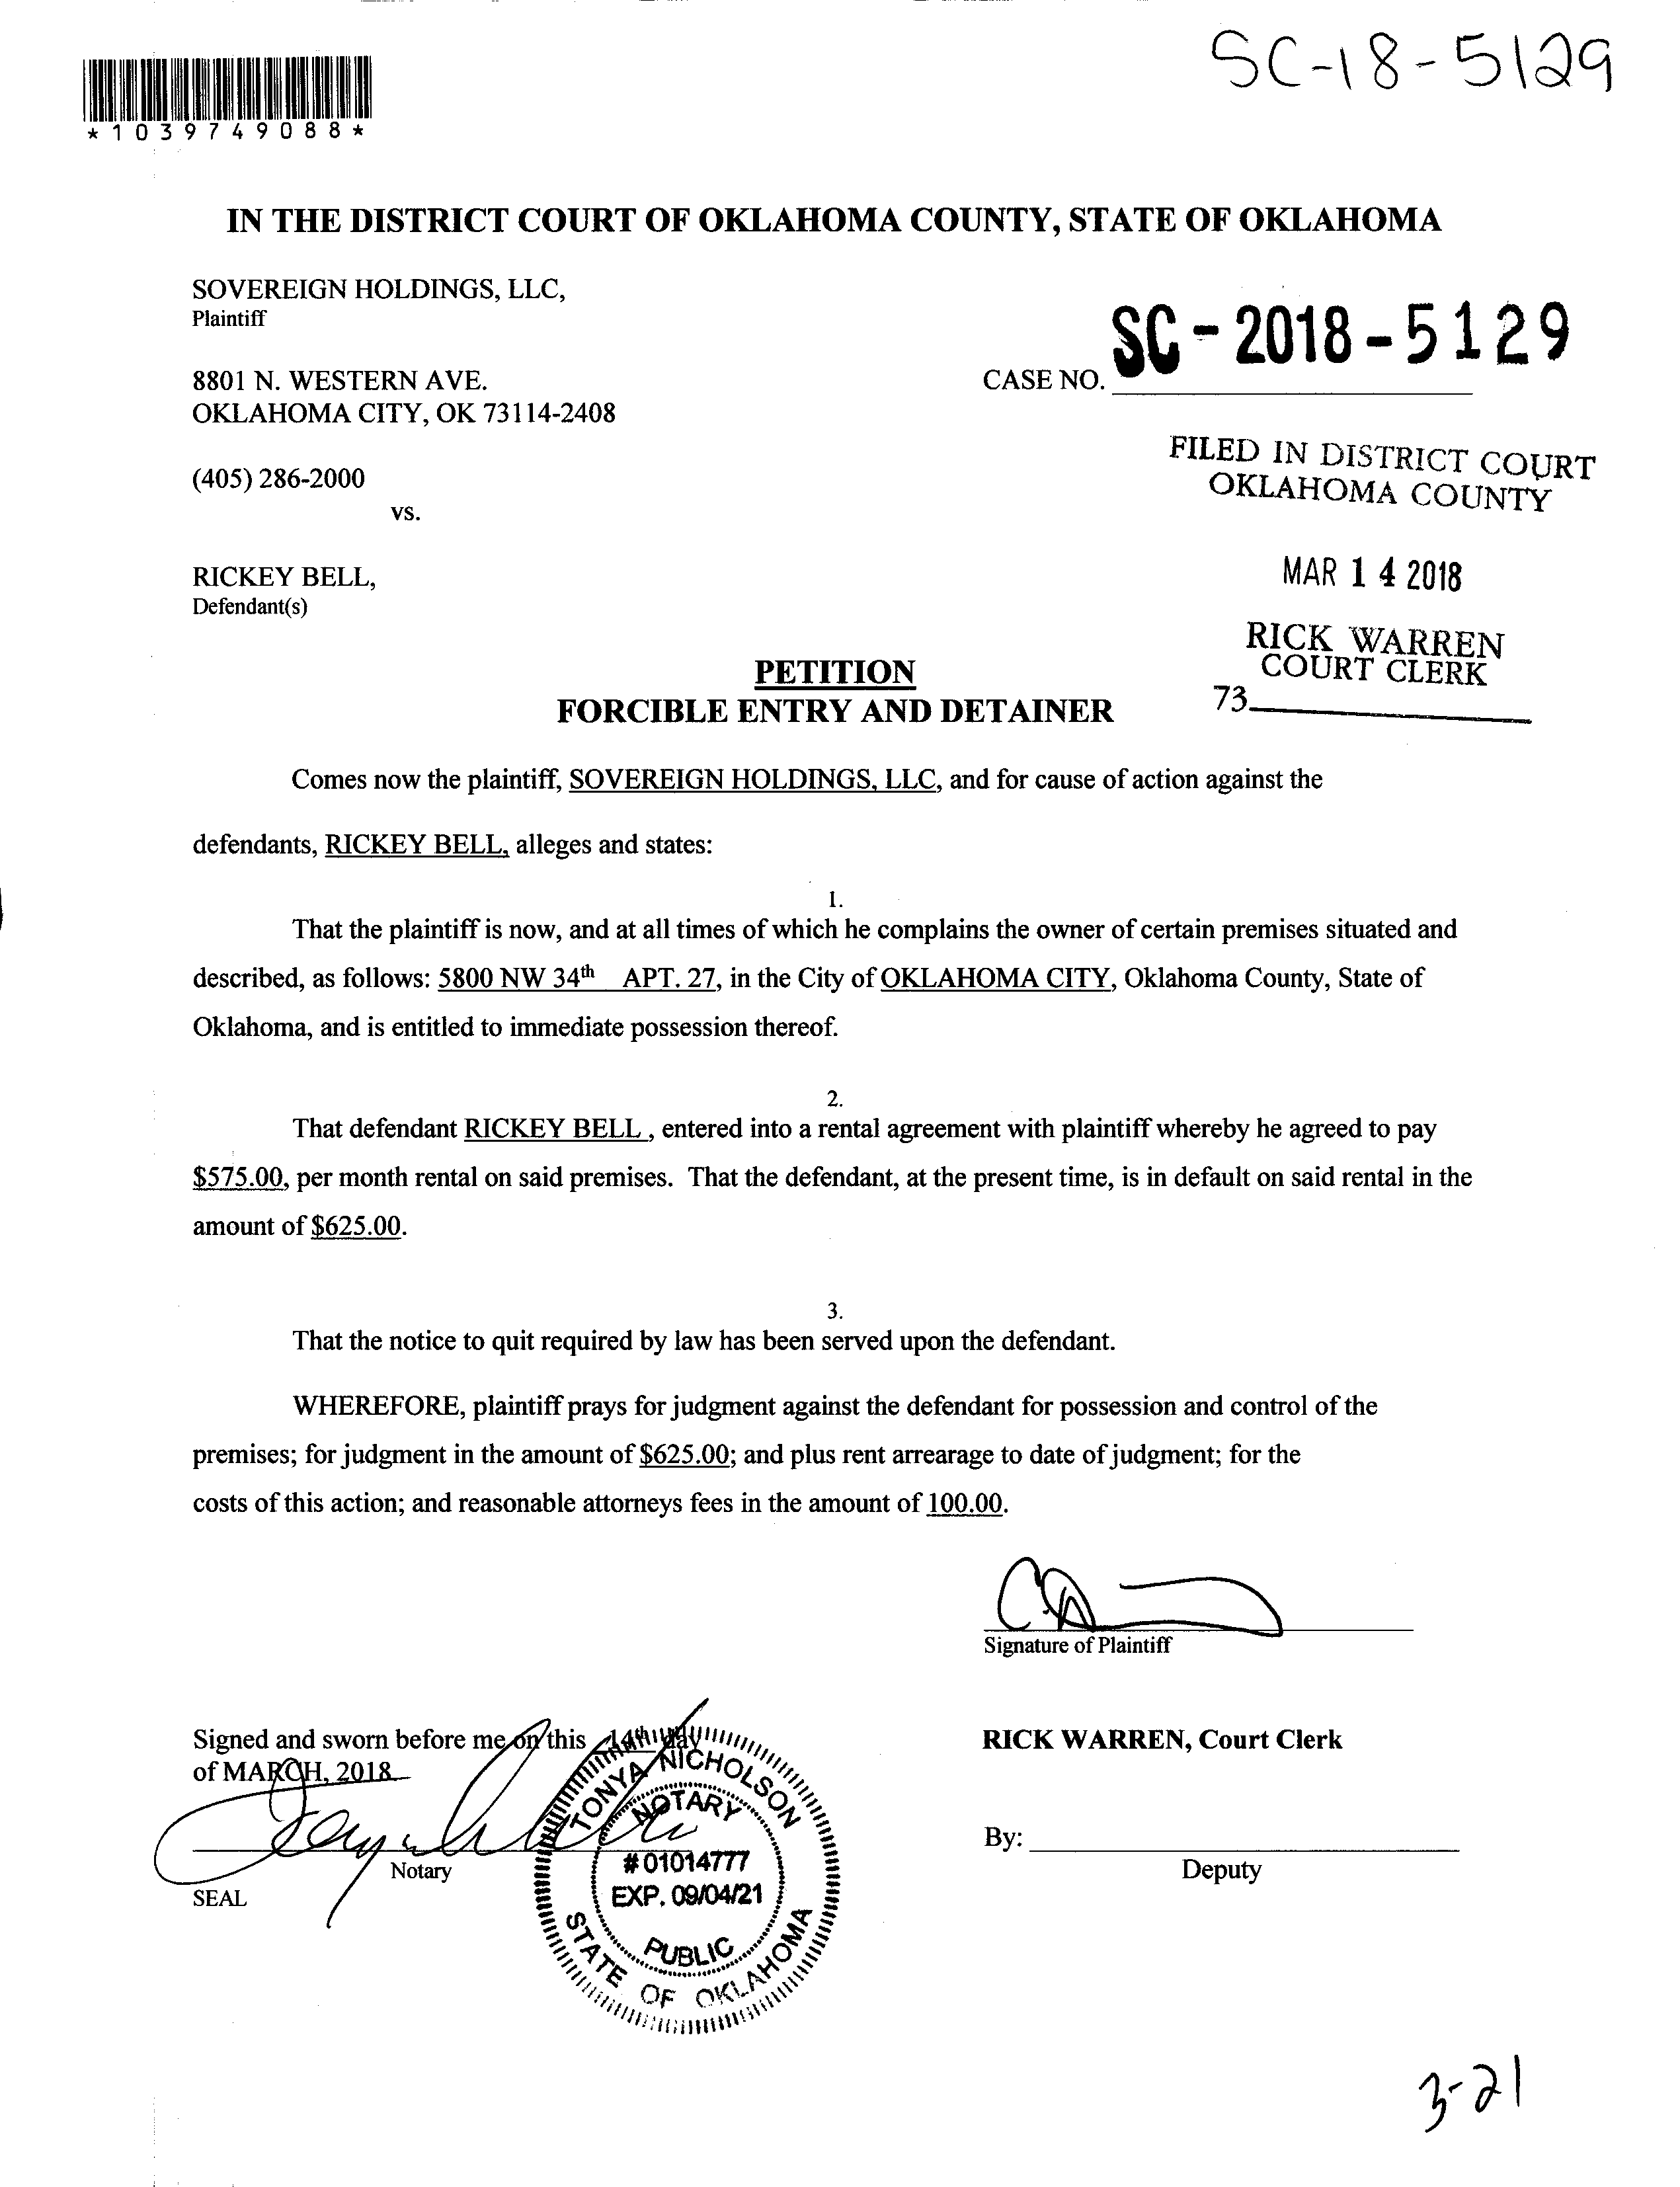 SC-18-5129
*1039749088*
IN THE DISTRICT COURT OF OKLAHOMA COUNTY, STATE OF OKLAHOMA
SOVEREIGN HOLDINGS, LLC,
Plaintiff
SC-2018-5129
8801 N. WESTERN AVE.
CASE NO.
OKLAHOMA CITY, OK 73114-2408
FILED IN DISTRICT COURT
OKLAHOMA COUNTY
(405) 286-2000
vs.
MAR 14 2018
RICKEY BELL,
Defendant(s)
RICK WARREN
COURT CLERK
73
PETITION
FORCIBLE ENTRY AND DETAINER
Comes now the plaintiff, SOVEREIGN HOLDINGS, LLC, and for cause of action against the
defendants, RICKEY BELL, alleges and states:
1.
That the plaintiff is now, and at all times of which he complains the owner of certain premises situated and
described, as follows: 5800 NW 34th APT. 27, in the City of OKLAHOMA CITY, Oklahoma County, State of
Oklahoma, and is entitled to immediate possession thereof.
2.
That defendant RICKEY BELL , entered into a rental agreement with plaintiff whereby he agreed to pay
$575.00, per month rental on said premises. That the defendant, at the present time, is in default on said rental in the
amount of $625.00.
3.
That the notice to quit required by law has been served upon the defendant.
WHEREFORE, plaintiff prays for judgment against the defendant for possession and control of the
premises; for judgment in the amount of $625.00; and plus rent arrearage to date of judgment; for the
costs of this action; and reasonable attorneys fees in the amount of 100.00.
Signature of Plaintiff
Signed and sworn before me on this 14th day
of MARCH, 2018
RICK WARREN, Court Clerk
TONYA NICHOLSON
NOTARY
#01014777
EXP. 09/04/21
PUBLIC
STATE OF OKLAHOMA
Notary
SEAL
By:
Deputy
3-21